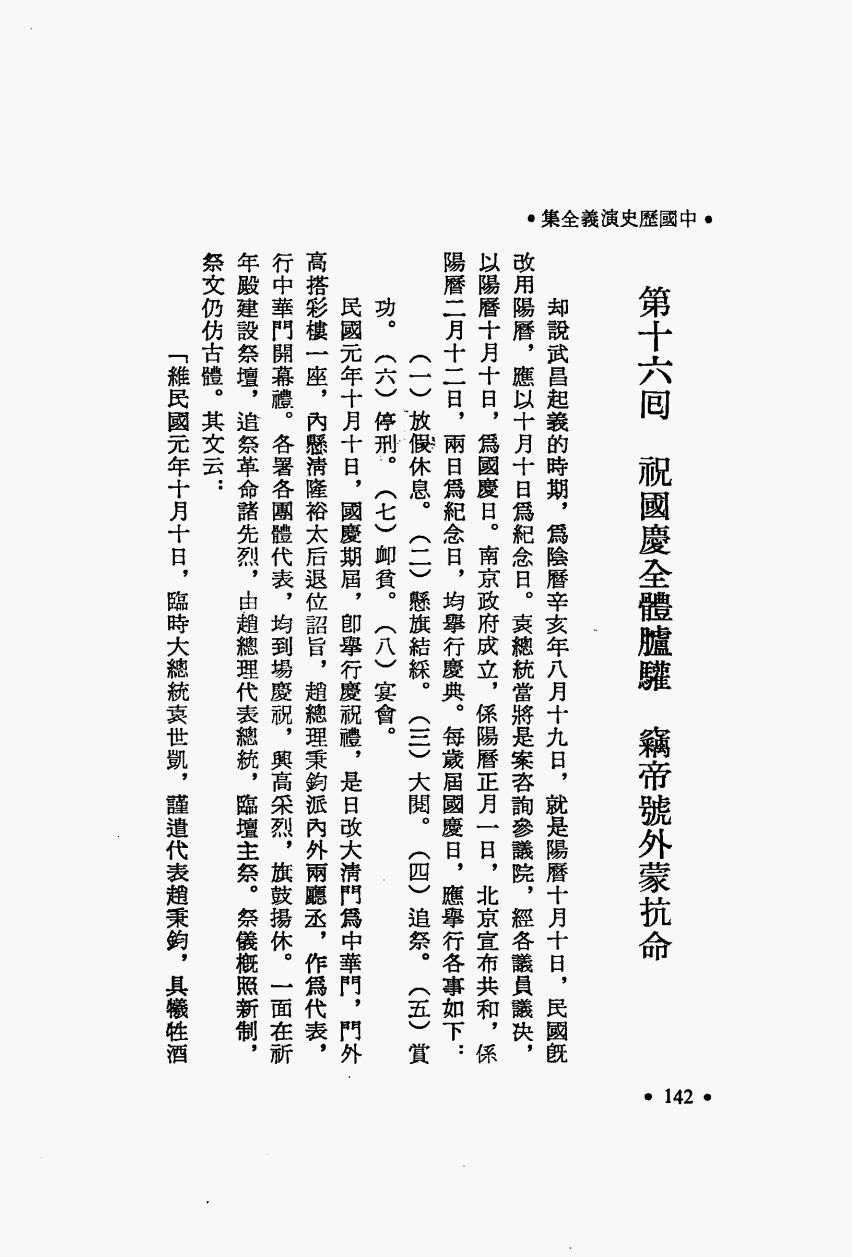 •中國歷史演義全集•
第十六回　祝國慶全體臚驩　竊帝號外蒙抗命
却說武昌起義的時期，爲陰曆辛亥年八月十九日，就是陽曆十月十日，民國旣
改用陽曆，應以十月十日爲紀念日。袁總統當將是案咨詢參議院，經各議員議決，
以陽曆十月十日，爲國慶日。南京政府成立，係陽曆正月一日，北京宣布共和，係
陽曆二月十二日，兩日爲紀念日，均舉行慶典。每歲屆國慶日，應舉行各事如下：
（一）放假休息。（二）懸旗結綵。（三）大閱。（四）追祭。（五）賞
功。（六）停刑。（七）卹貧。（八）宴會。
民國元年十月十日，國慶期屆，卽舉行慶祝禮，是日改大淸門爲中華門，門外
高搭彩樓一座，內懸淸隆裕太后退位詔旨，趙總理秉鈞派內外兩廳丞，作爲代表，
行中華門開幕禮。各署各團體代表，均到場慶祝，興高采烈，旗鼓揚休。一面在祈
年殿建設祭壇，追祭革命諸先烈，由趙總理代表總統，臨壇主祭。祭儀概照新制，
祭文仍仿古體。其文云：
「維民國元年十月十日，臨時大總統袁世凱，謹遣代表趙秉鈞，具犧牲酒
•142•